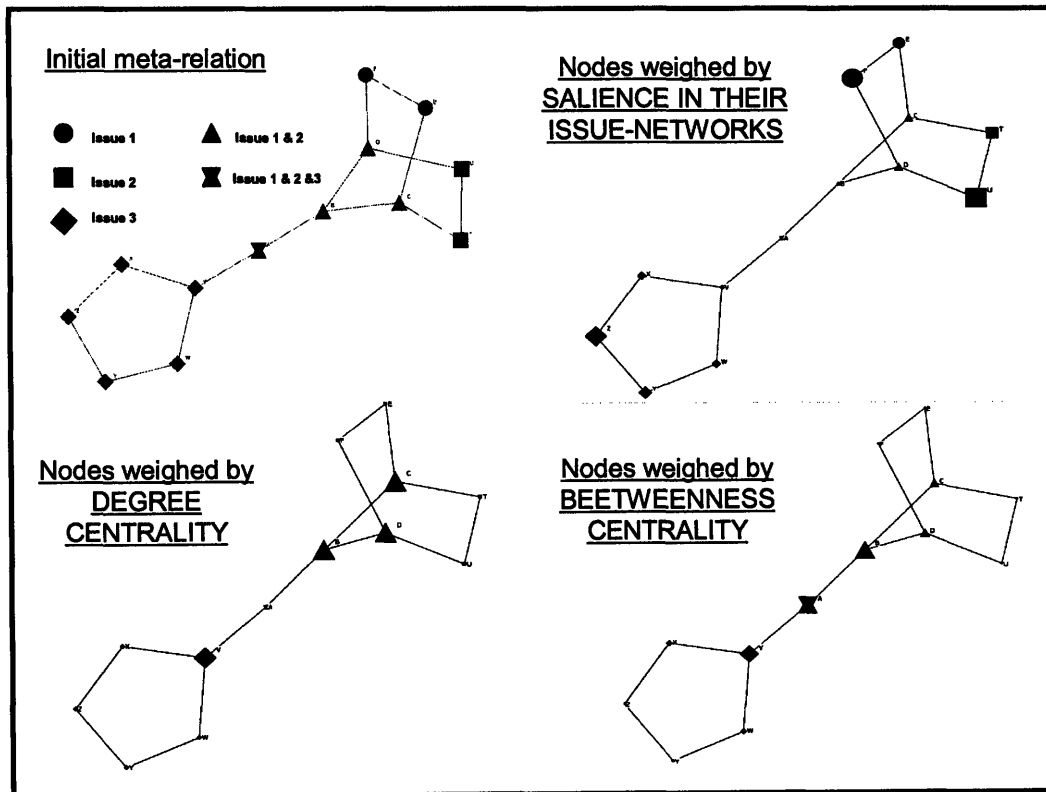 Initial meta-relation
Issue 1
Issue 1 & 2
Issue 2
Issue 1 & 2 &3
Issue 3
Nodes weighed by
SALIENCE IN THEIR
ISSUE-NETWORKS
E
C
T
D
U
A
X
V
Z
W
Y
Nodes weighed by
DEGREE
CENTRALITY
E
C
T
D
B
U
A
X
V
Z
W
Y
Nodes weighed by
BEETWEENNESS
CENTRALITY
E
C
T
D
B
U
A
X
V
Z
W
Y